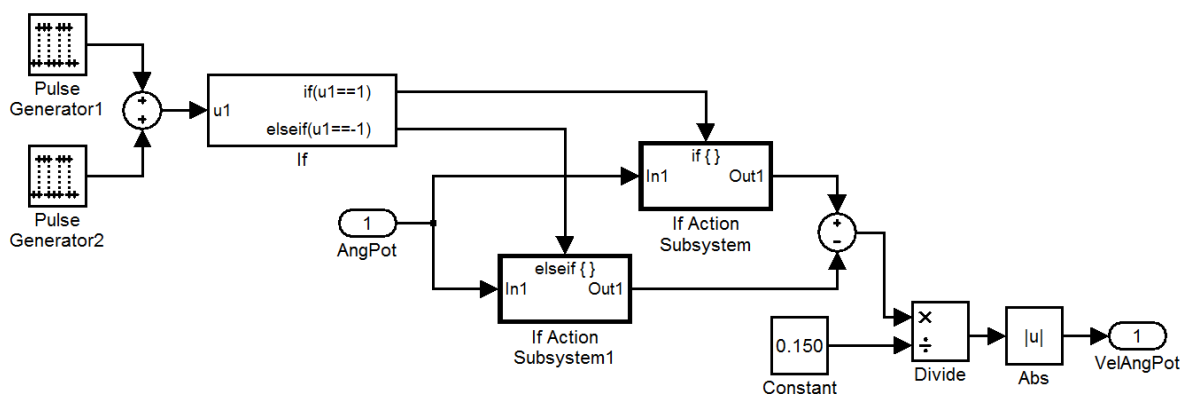 Pulse
Generator1
+
+
Pulse
Generator2
u1
if(u1==1)
elseif(u1==-1)
If
1
AngPot
if { }
In1
Out1
If Action
Subsystem
elseif { }
In1
Out1
If Action
Subsystem1
+
−
0.150
Constant
×
÷
Divide
|u|
Abs
1
VelAngPot